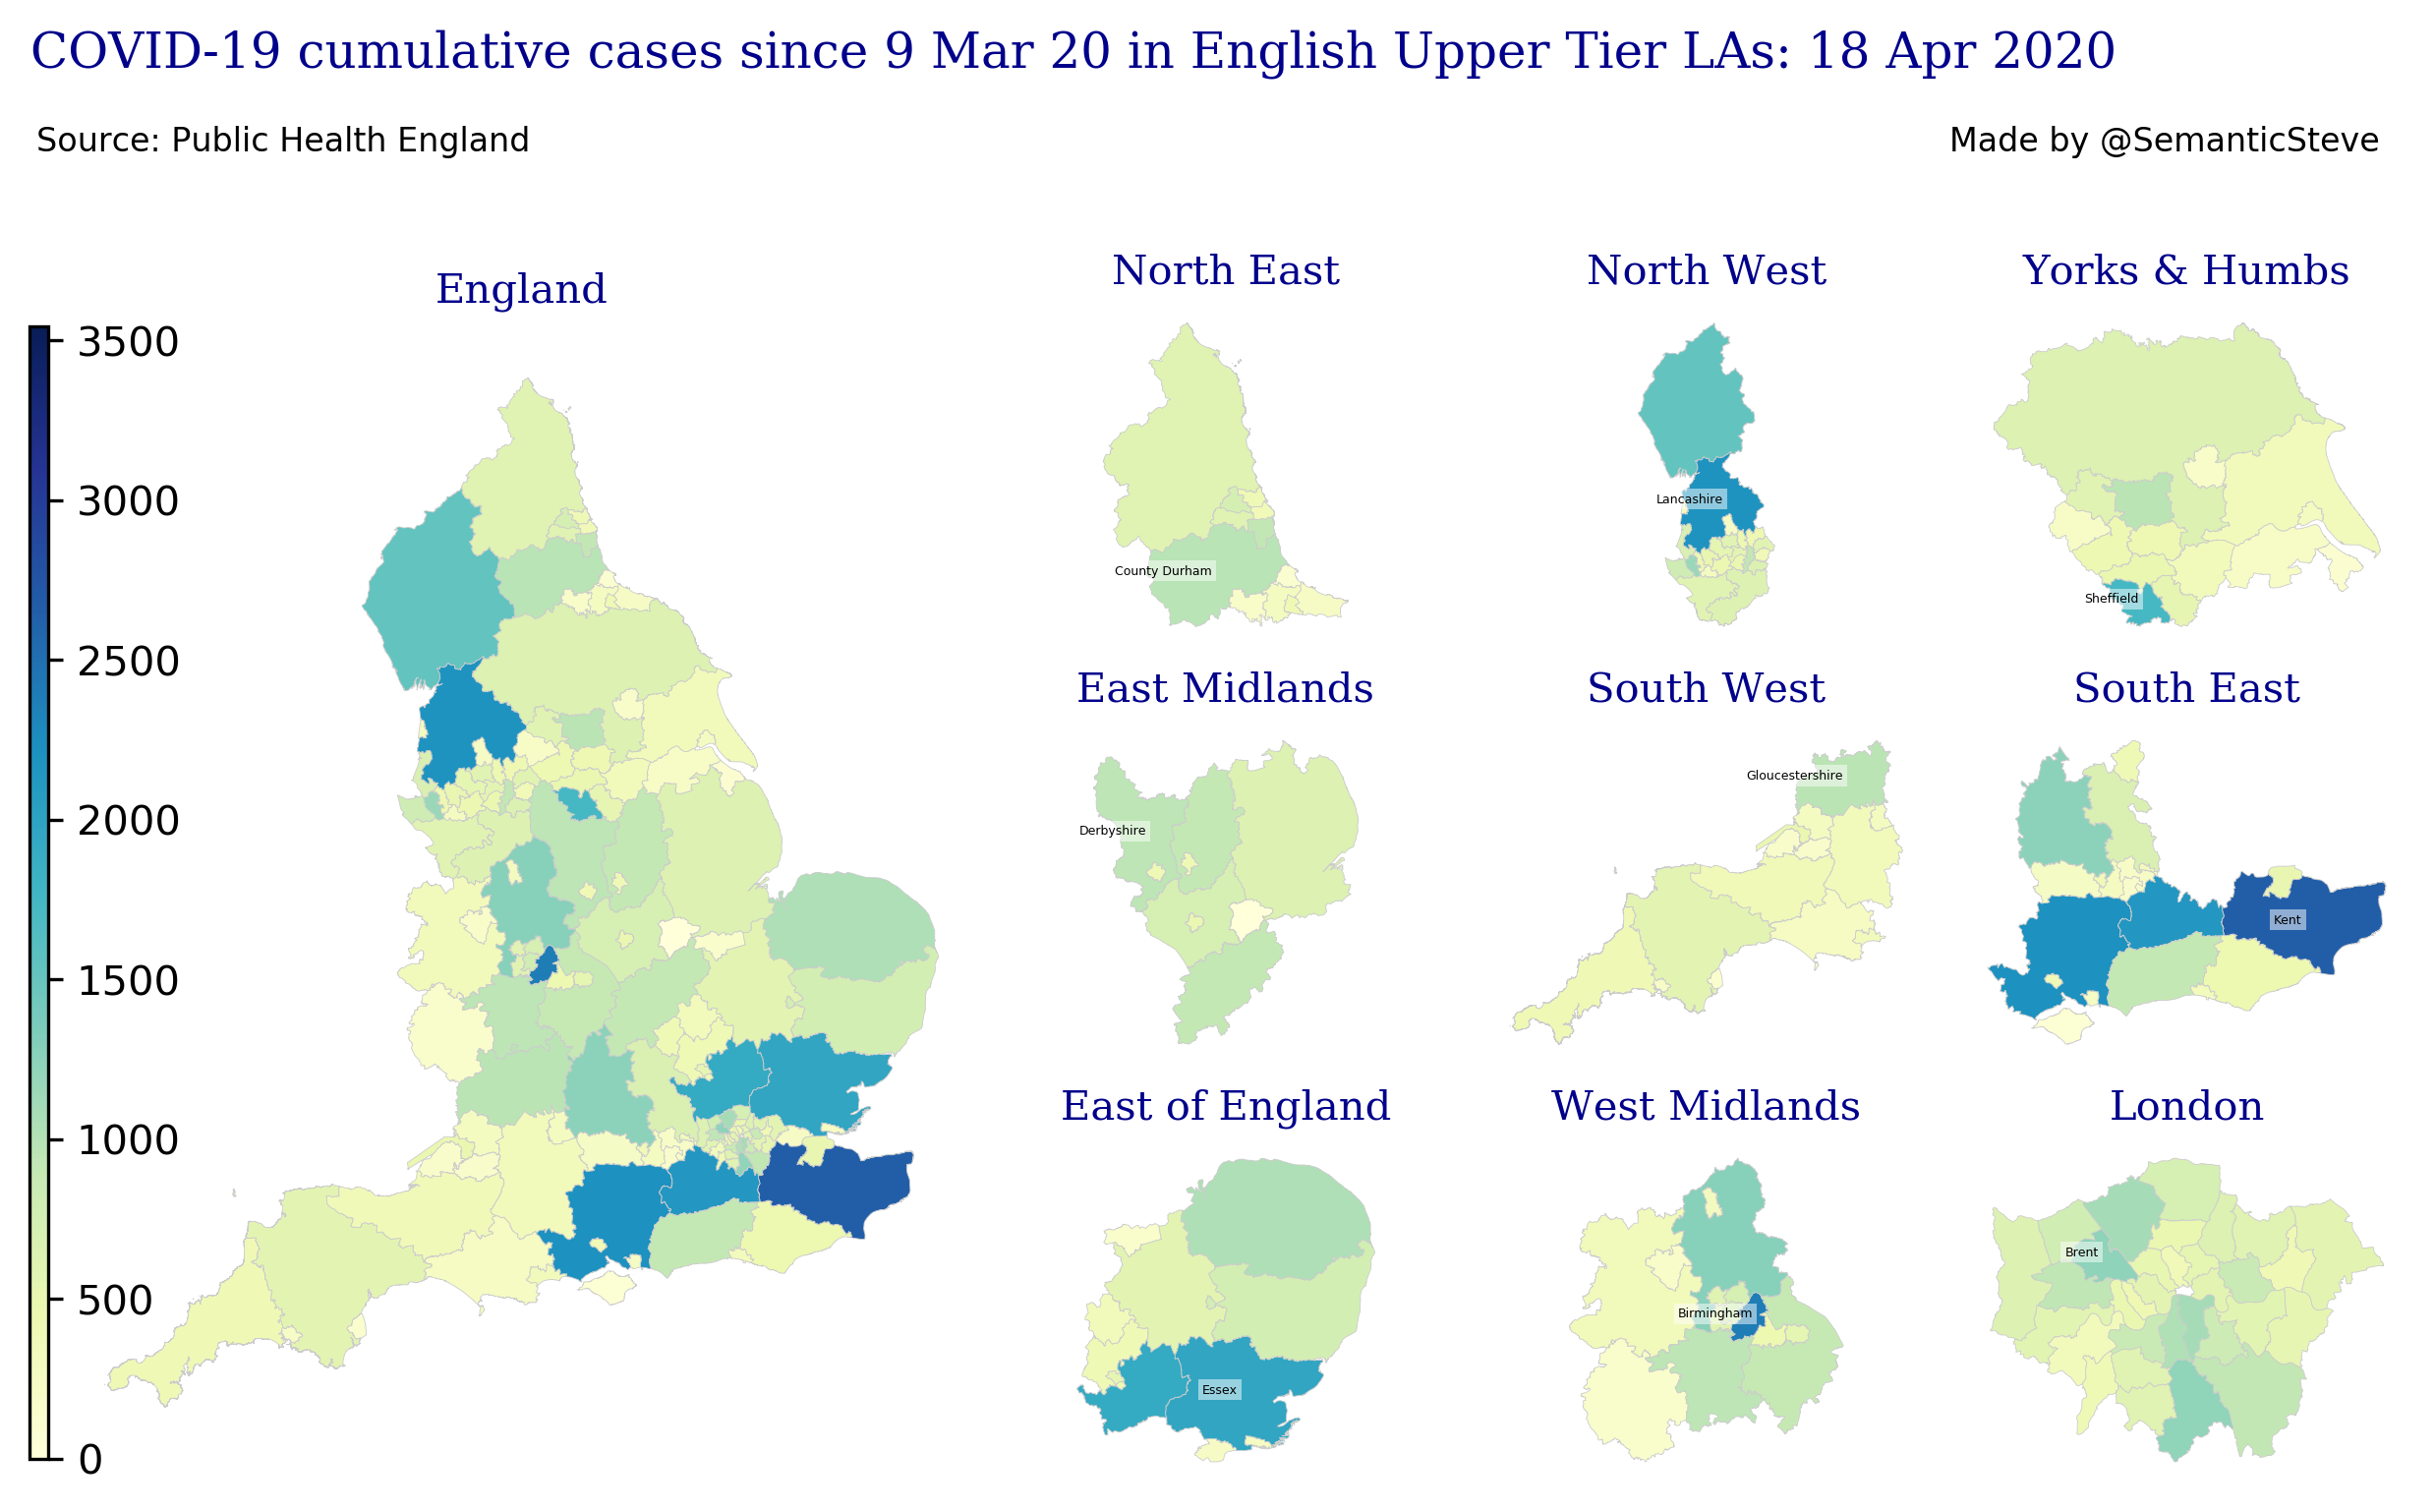 COVID-19 cumulative cases since 9 Mar 20 in English Upper Tier LAs: 18 Apr 2020
Source: Public Health England
Made by @SemanticSteve
England
3500
3000
2500
2000
1500
1000
500
0
North East
County Durham
North West
Lancashire
Yorks & Humbs
Sheffield
East Midlands
Derbyshire
South West
Gloucestershire
South East
Kent
East of England
Essex
West Midlands
Birmingham
London
Brent